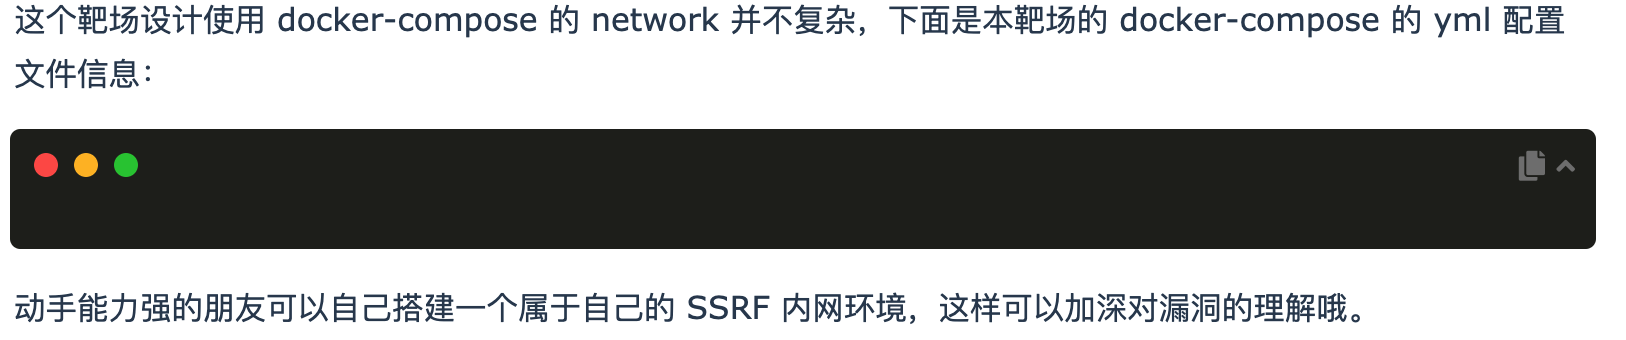 这个靶场设计使用 docker-compose 的 network 并不复杂，下面是本靶场的 docker-compose 的 yml 配置
文件信息：
动手能力强的朋友可以自己搭建一个属于自己的 SSRF 内网环境，这样可以加深对漏洞的理解哦。